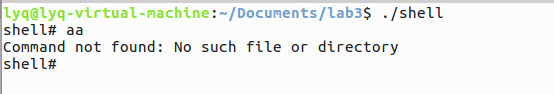 lyq@lyq-virtual-machine:~/Documents/lab3$ ./shell
shell# aa
Command not found: No such file or directory
shell#